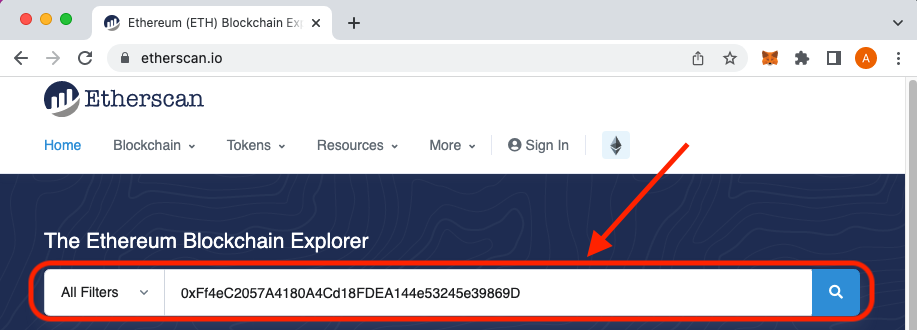 Ethereum (ETH) Blockchain Exp
etherscan.io
A
Etherscan
Home Blockchain Tokens Resources More Sign In
The Ethereum Blockchain Explorer
All Filters 0xFf4eC2057A4180A4Cd18FDEA144e53245e39869D